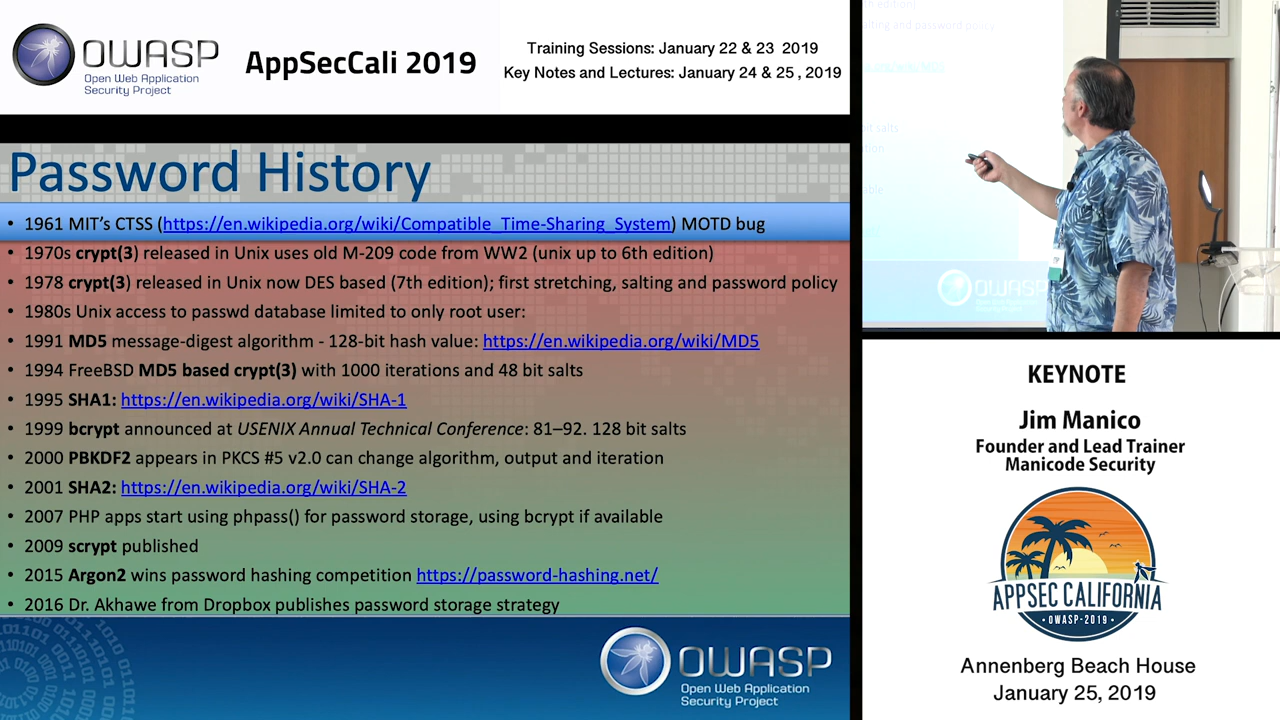 OWASP
Open Web Application
Security Project
AppSecCali 2019
Training Sessions: January 22 & 23 2019
Key Notes and Lectures: January 24 & 25, 2019
Password History
• 1961 MIT's CTSS (https://en.wikipedia.org/wiki/Compatible_Time-Sharing_System) MOTD bug
• 1970s crypt(3) released in Unix uses old M-209 code from WW2 (unix up to 6th edition)
• 1978 crypt(3) released in Unix now DES based (7th edition); first stretching, salting and password policy
• 1980s Unix access to passwd database limited to only root user:
• 1991 MD5 message-digest algorithm - 128-bit hash value: https://en.wikipedia.org/wiki/MD5
• 1994 FreeBSD MD5 based crypt(3) with 1000 iterations and 48 bit salts
• 1995 SHA1: https://en.wikipedia.org/wiki/SHA-1
• 1999 bcrypt announced at USENIX Annual Technical Conference: 81–92. 128 bit salts
• 2000 PBKDF2 appears in PKCS #5 v2.0 can change algorithm, output and iteration
• 2001 SHA2: https://en.wikipedia.org/wiki/SHA-2
• 2007 PHP apps start using phpass() for password storage, using bcrypt if available
• 2009 scrypt published
• 2015 Argon2 wins password hashing competition https://password-hashing.net/
• 2016 Dr. Akhawe from Dropbox publishes password storage strategy
OWASP
Open Web Application
Security Project
salting and password policy
bit salts
OWASP
KEYNOTE
Jim Manico
Founder and Lead Trainer
Manicode Security
APPSEC CALIFORNIA
• OWASP-2019 •
Annenberg Beach House
January 25, 2019